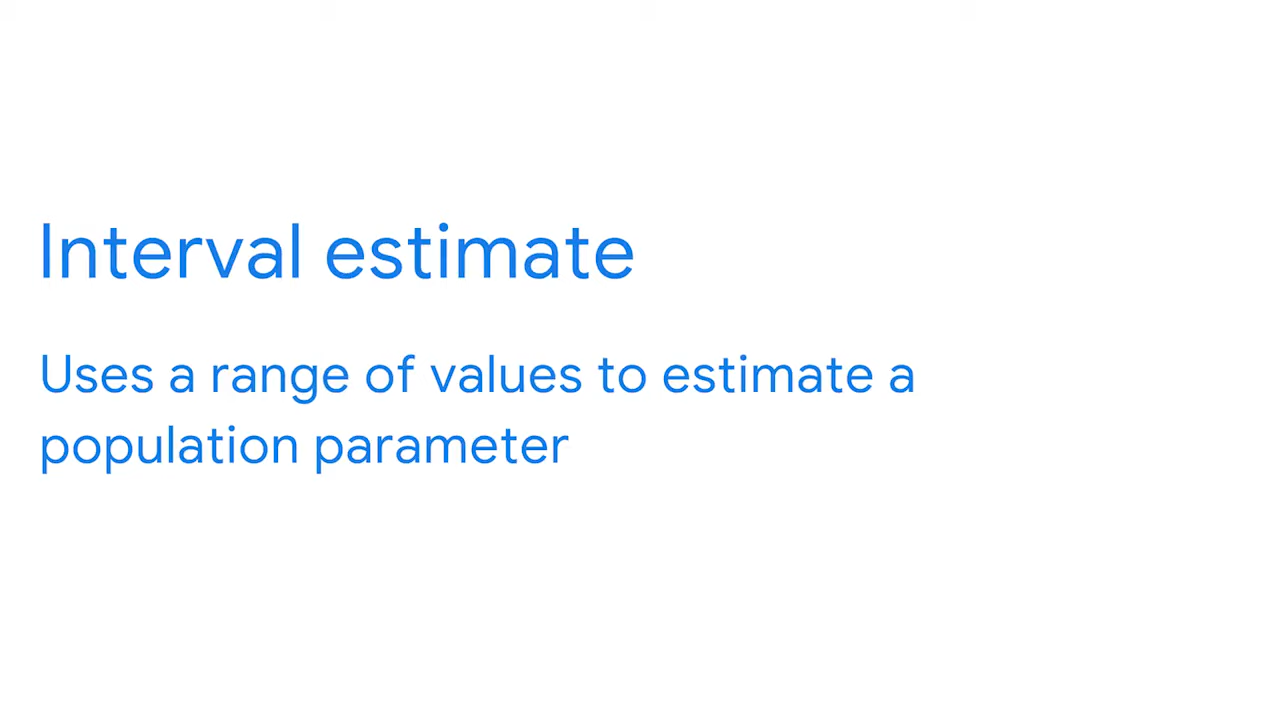 Interval estimate
Uses a range of values to estimate a
population parameter